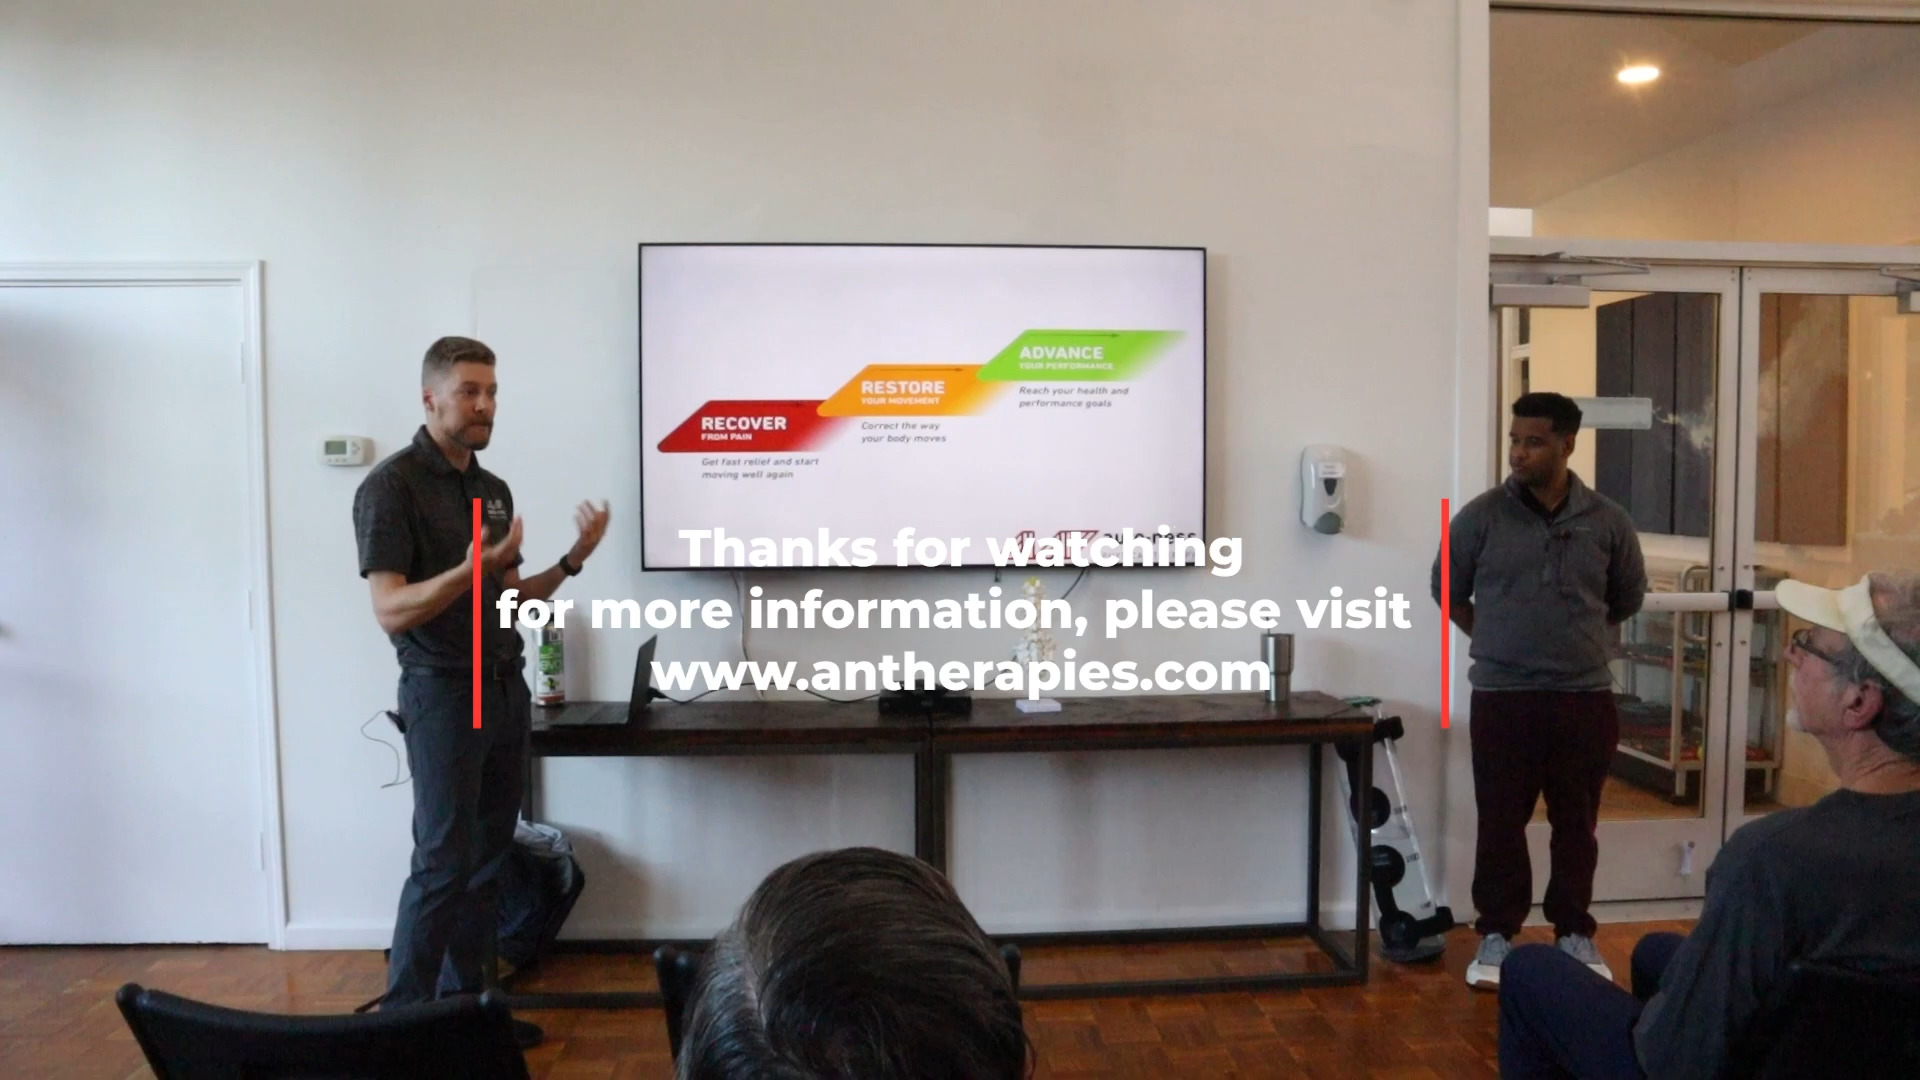 ADVANCE
YOUR PERFORMANCE
Reach your health and
performance goals
RESTORE
YOUR MOVEMENT
Correct the way
your body moves
RECOVER
FROM PAIN
Get fast relief and start
moving well again
Thanks for watching
for more information, please visit
www.antherapies.com